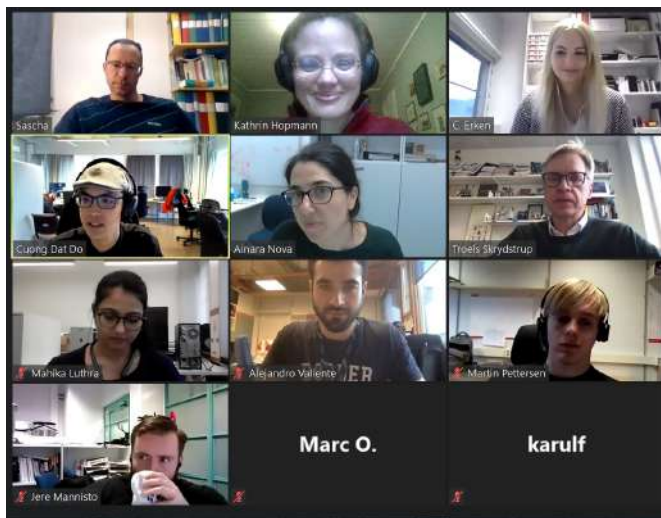 Sascha
Kathrin Hopmann
C. Erken
Cuong Dat Do
Ainara Nova
Troels Skrydstrup
Mahika Luthra
Alejandro Valiente
Martin Pettersen
Jere Mannisto
Marc O.
karulf